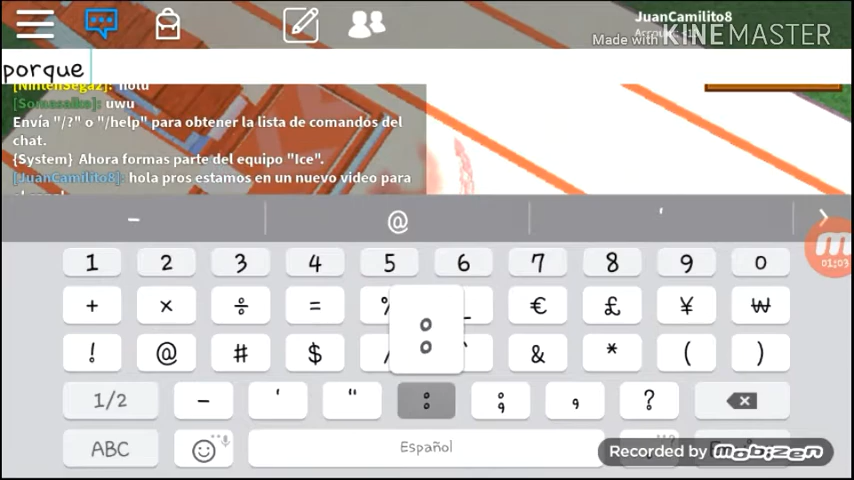 JuanCamilito8
Made with KINEMASTER
porque
[NintenSega2]: holu
[Somasaiko]: uwu
Envía "/?" o "/help" para obtener la lista de comandos del
chat.
{System} Ahora formas parte del equipo "Ice".
[JuanCamilito8]: hola pros estamos en un nuevo video para
- @ '
01:03
1 2 3 4 5 6 7 8 9 0
+ × ÷ = % _ € £ ¥ ₩
:
! @ # $ / ` & * ( )
1/2 - ' " : ; , ?
ABC Español
Recorded by mobizen